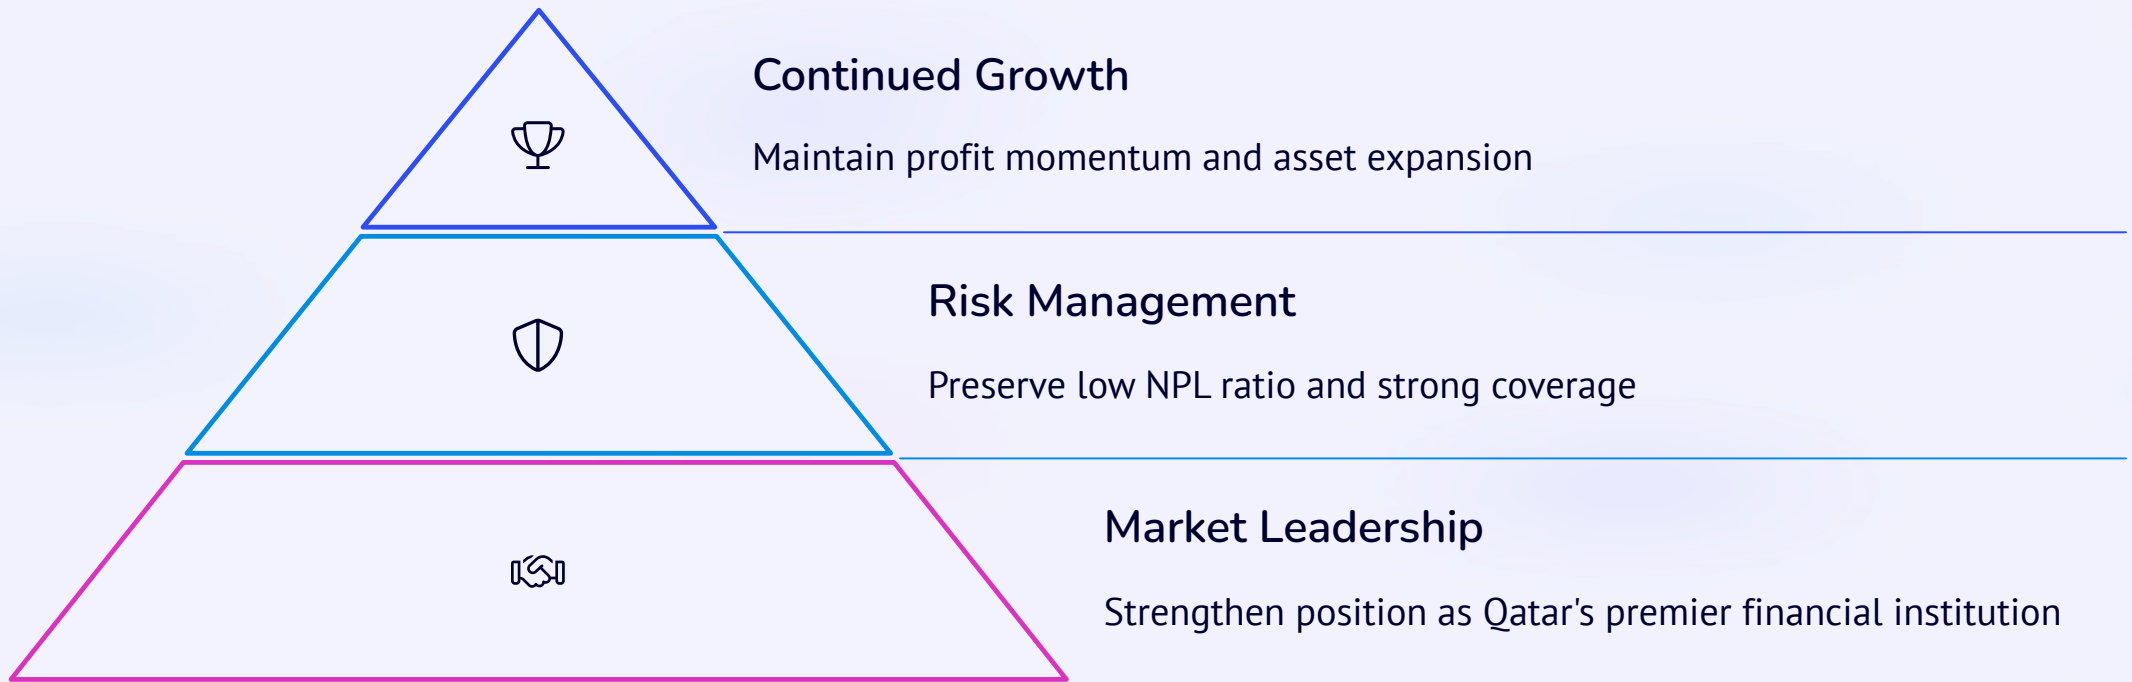 Continued Growth
Maintain profit momentum and asset expansion
Risk Management
Preserve low NPL ratio and strong coverage
Market Leadership
Strengthen position as Qatar's premier financial institution